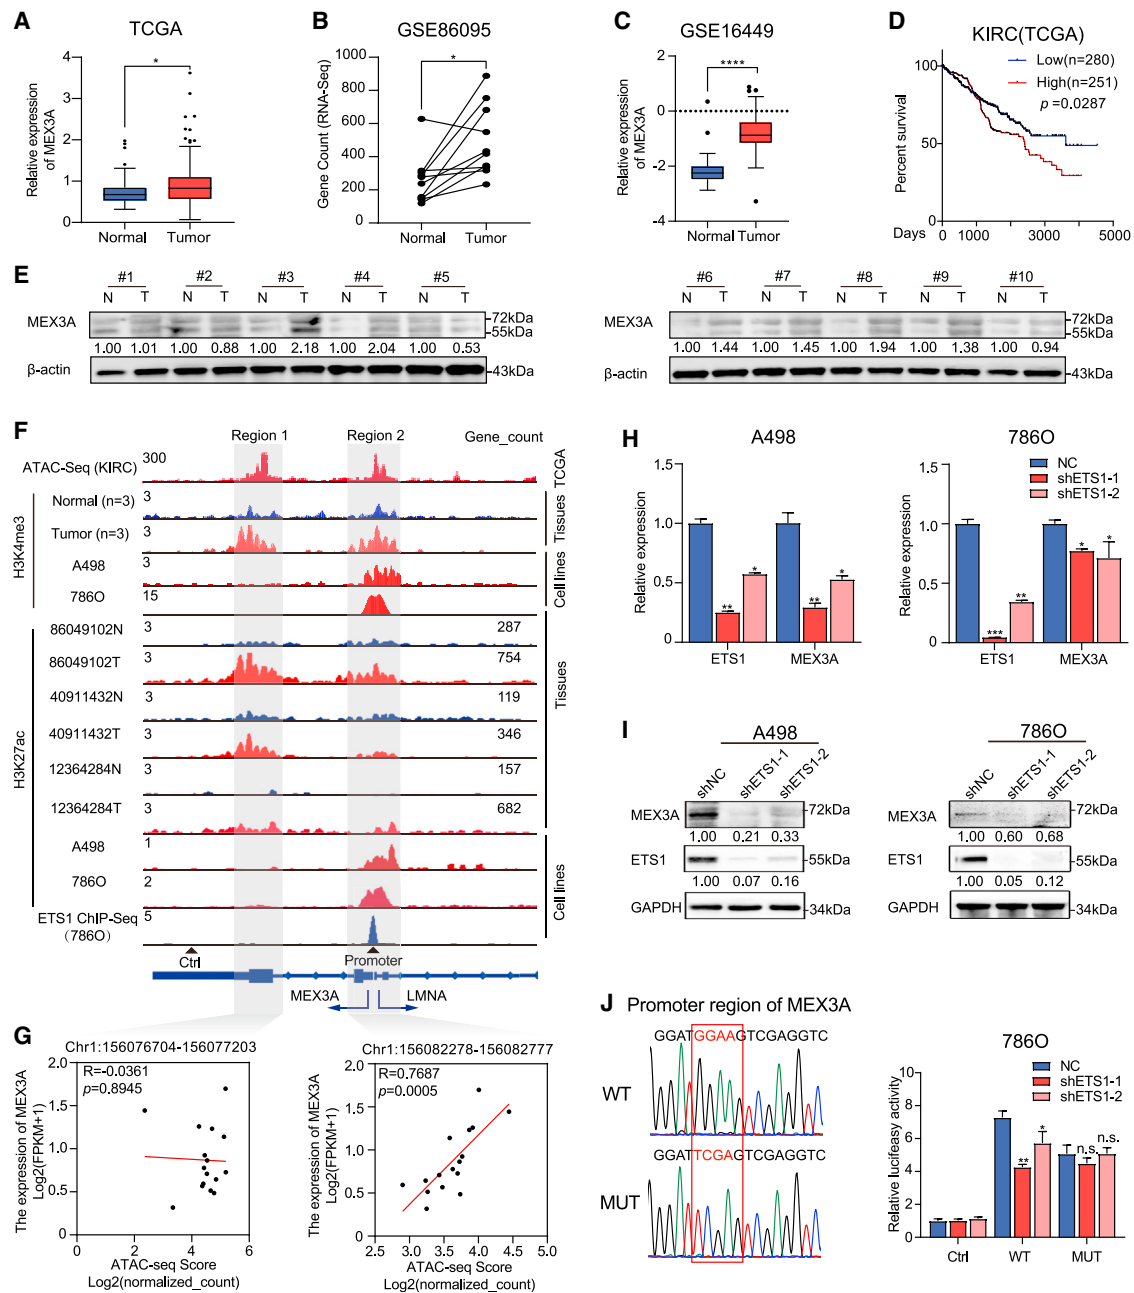 A
TCGA
*
Relative expression
of MEX3A
4
3
2
1
0
Normal
Tumor
B
GSE86095
*
Gene Count (RNA-Seq)
1000
800
600
400
200
0
Normal
Tumor
C
GSE16449
****
Relative expression
of MEX3A
2
0
-2
-4
Normal
Tumor
D
KIRC(TCGA)
Low(n=280)
High(n=251)
p =0.0287
Percent survival
100
50
0
Days
0
1000
3000
5000
E
#1 #2 #3 #4 #5
N T N T N T N T N T
MEX3A
72kDa
55kDa
1.00 1.01 1.00 0.88 1.00 2.18 1.00 2.04 1.00 0.53
β-actin
43kDa
#6 #7 #8 #9 #10
N T N T N T N T N T
MEX3A
72kDa
55kDa
1.00 1.44 1.00 1.45 1.00 1.94 1.00 1.38 1.00 0.94
β-actin
43kDa
F
Region 1
Region 2
Gene_count
ATAC-Seq (KIRC)
300
TCGA
H3K4me3
Normal (n=3)
3
Tumor (n=3)
3
Tissues
A498
3
786O
15
Cell lines
H3K27ac
86049102N
3
287
86049102T
3
754
40911432N
3
119
40911432T
3
346
12364284N
3
157
12364284T
3
682
Tissues
A498
1
786O
2
ETS1 ChIP-Seq
(786O)
5
Cell lines
Ctrl
Promoter
MEX3A
LMNA
G
Chr1:156076704-156077203
R=-0.0361
p=0.8945
The expression of MEX3A
Log2(FPKM+1)
2.0
1.5
1.0
0.5
0
0
2
4
6
ATAC-seq Score
Log2(normalized_count)
Chr1:156082278-156082777
R=0.7687
p=0.0005
The expression of MEX3A
Log2(FPKM+1)
2.0
1.5
1.0
0.5
0
2.5
3.0
3.5
4.0
4.5
5.0
ATAC-seq Score
Log2(normalized_count)
H
A498
Relative expression
1.5
1.0
0.5
0
**
*
**
*
ETS1
MEX3A
786O
NC
shETS1-1
shETS1-2
Relative expression
1.5
1.0
0.5
0
***
**
*
*
ETS1
MEX3A
I
A498
shNC
shETS1-1
shETS1-2
MEX3A
72kDa
1.00 0.21 0.33
ETS1
55kDa
1.00 0.07 0.16
GAPDH
34kDa
786O
shNC
shETS1-1
shETS1-2
MEX3A
72kDa
1.00 0.60 0.68
ETS1
55kDa
1.00 0.05 0.12
GAPDH
34kDa
J
Promoter region of MEX3A
GGATGGAAGTCGAGGTC
WT
GGATTCGAGTCGAGGTC
MUT
786O
NC
shETS1-1
shETS1-2
Relative lucifeasy activity
10
8
6
4
2
0
**
*
n.s.
n.s.
Ctrl
WT
MUT